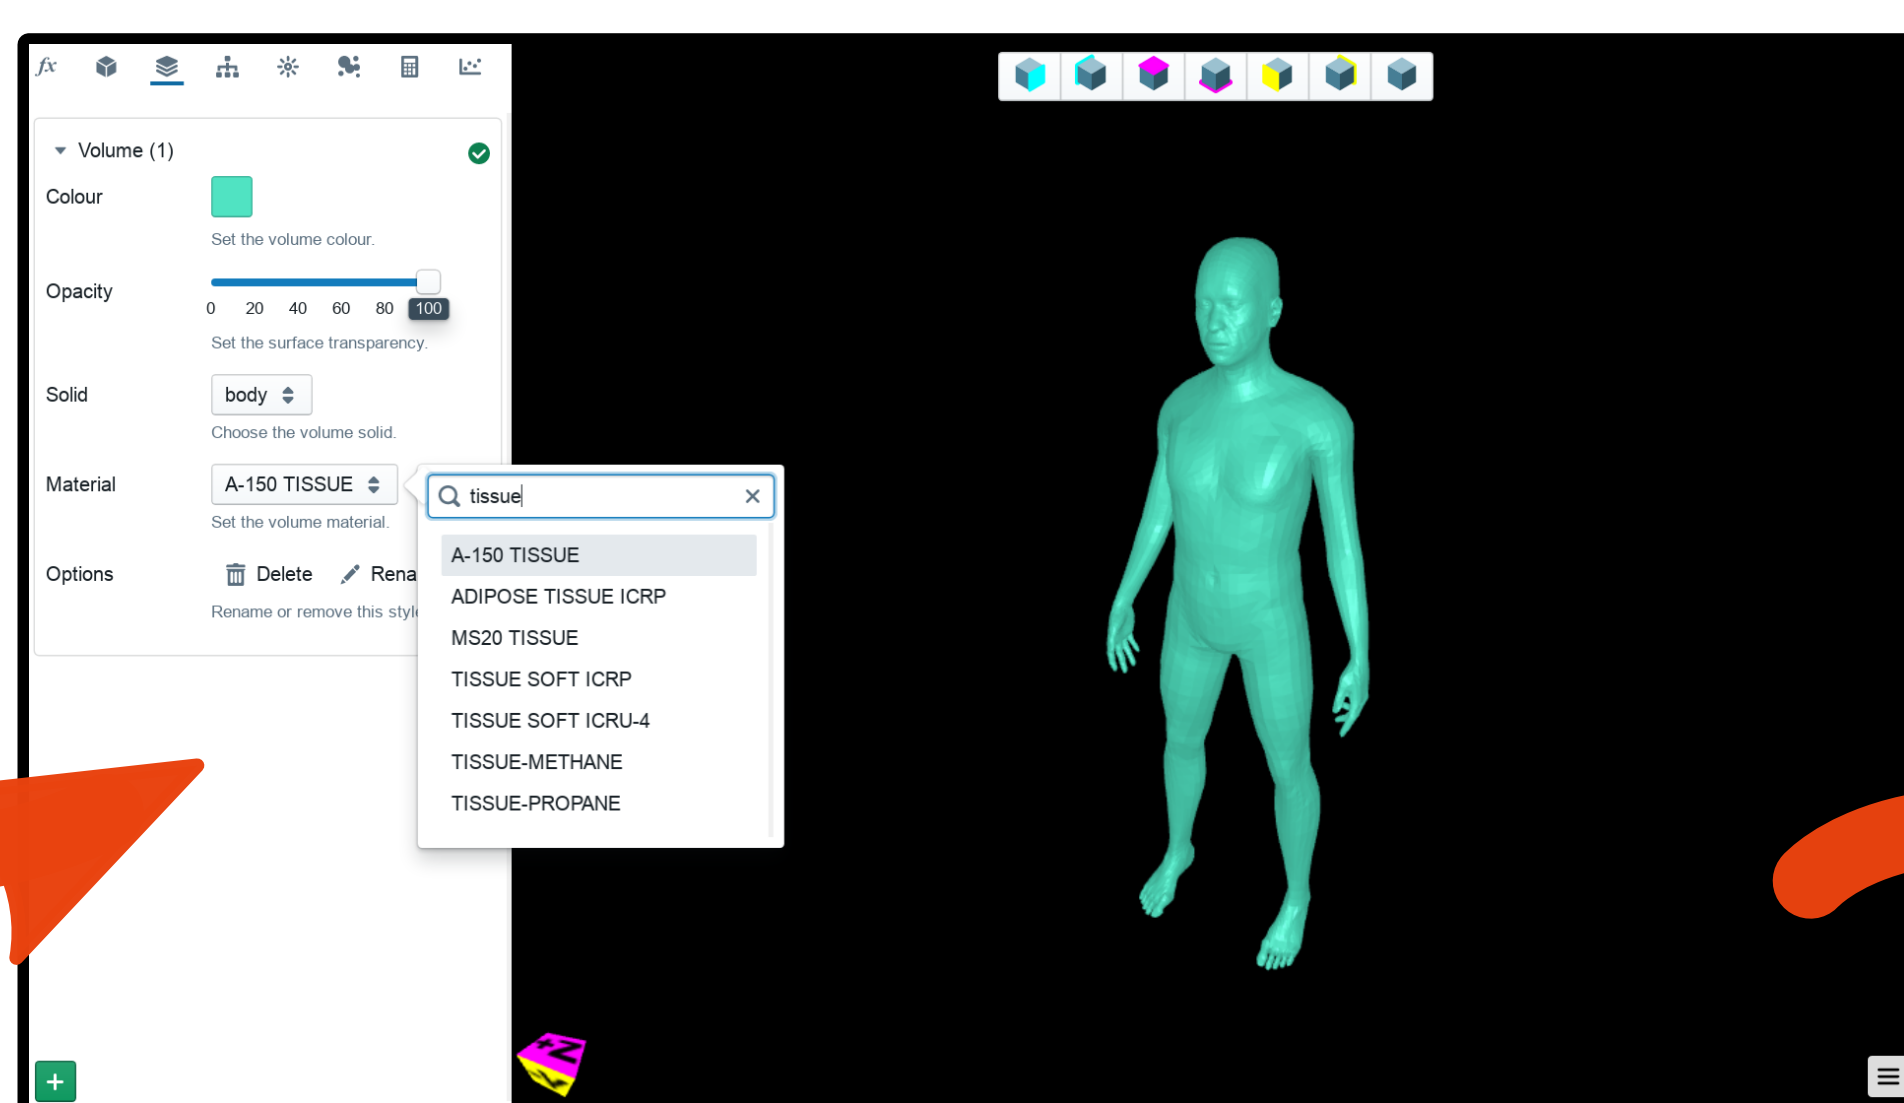 fx
Volume (1)
Colour
Set the volume colour.
Opacity
0 20 40 60 80 100
Set the surface transparency.
Solid
body
Choose the volume solid.
Material
A-150 TISSUE
Set the volume material.
tissue
A-150 TISSUE
ADIPOSE TISSUE ICRP
MS20 TISSUE
TISSUE SOFT ICRP
TISSUE SOFT ICRU-4
TISSUE-METHANE
TISSUE-PROPANE
Options
Delete
Rena
Rename or remove this style
+Z